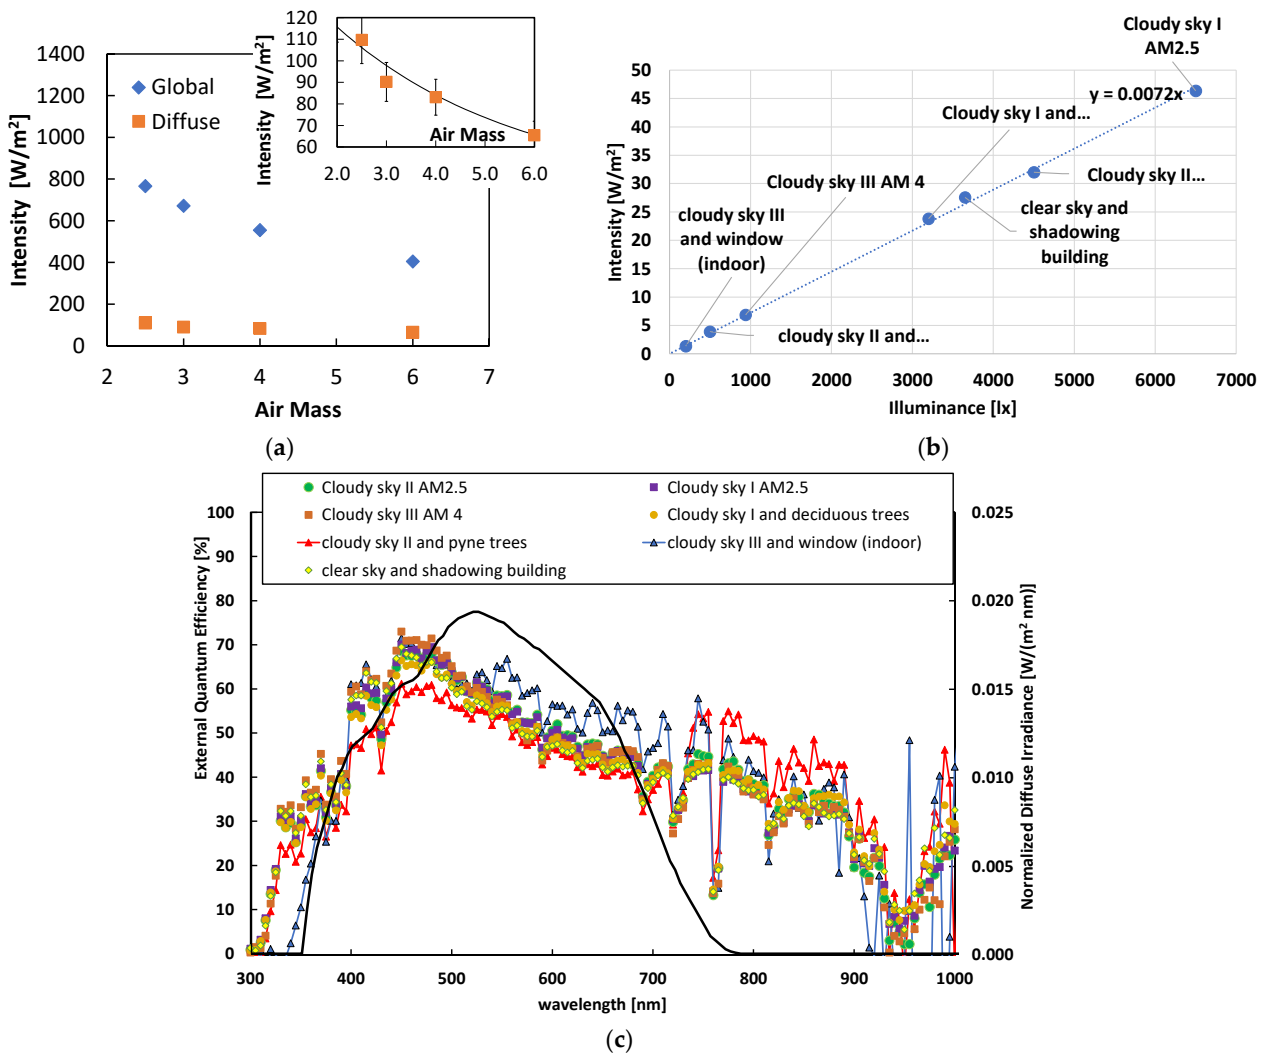 1400
1200
1000
800
600
400
200
0
2
3
4
5
6
7
Intensity [W/m²]
Air Mass
Global
Diffuse
120
110
100
90
80
70
60
2.0
3.0
4.0
5.0
6.0
Intensity [W/m²]
Air Mass
(a)
50
45
40
35
30
25
20
15
10
5
0
0
1000
2000
3000
4000
5000
6000
7000
Intensity [W/m²]
Illuminance [lx]
Cloudy sky I
AM2.5
y = 0.0072x
Cloudy sky I and...
Cloudy sky III AM 4
Cloudy sky II...
cloudy sky III
and window
(indoor)
clear sky and
shadowing
building
cloudy sky II and...
(b)
Cloudy sky II AM2.5
Cloudy sky I AM2.5
Cloudy sky III AM 4
Cloudy sky I and deciduous trees
cloudy sky II and pyne trees
cloudy sky III and window (indoor)
clear sky and shadowing building
100
90
80
70
60
50
40
30
20
10
0
External Quantum Efficiency [%]
0.025
0.020
0.015
0.010
0.005
0.000
Normalized Diffuse Irradiance [W/(m² nm)]
300
400
500
600
700
800
900
1000
wavelength [nm]
(c)